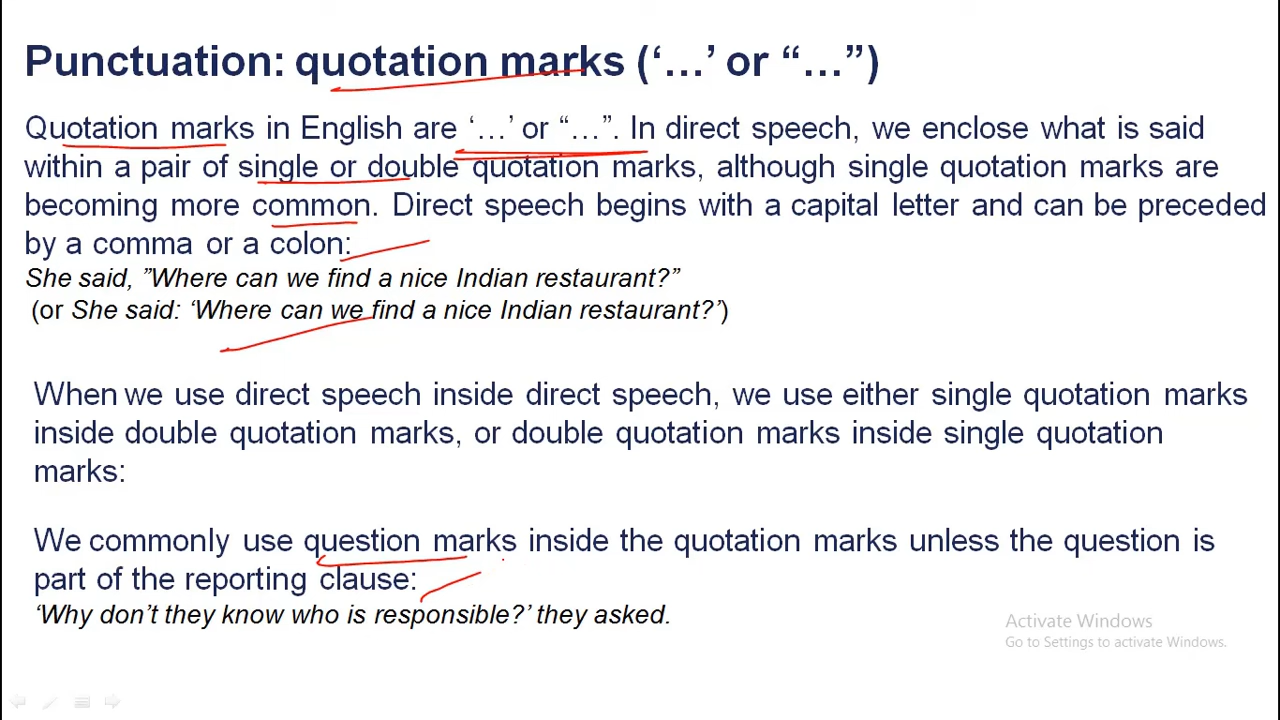 Punctuation: quotation marks (‘…’ or “…”)
Quotation marks in English are ‘…’ or “…”. In direct speech, we enclose what is said
within a pair of single or double quotation marks, although single quotation marks are
becoming more common. Direct speech begins with a capital letter and can be preceded
by a comma or a colon:
She said, ”Where can we find a nice Indian restaurant?”
(or She said: ‘Where can we find a nice Indian restaurant?’)
When we use direct speech inside direct speech, we use either single quotation marks
inside double quotation marks, or double quotation marks inside single quotation
marks:
We commonly use question marks inside the quotation marks unless the question is
part of the reporting clause:
‘Why don’t they know who is responsible?’ they asked.
Activate Windows
Go to Settings to activate Windows.